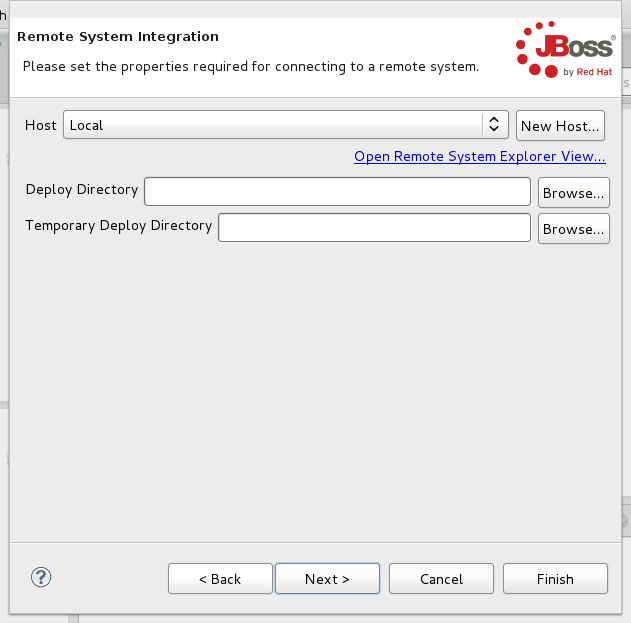 Remote System Integration
Please set the properties required for connecting to a remote system.
JBoss®
by Red Hat
Host Local New Host...
Open Remote System Explorer View...
Deploy Directory Browse...
Temporary Deploy Directory Browse...
? < Back Next > Cancel Finish